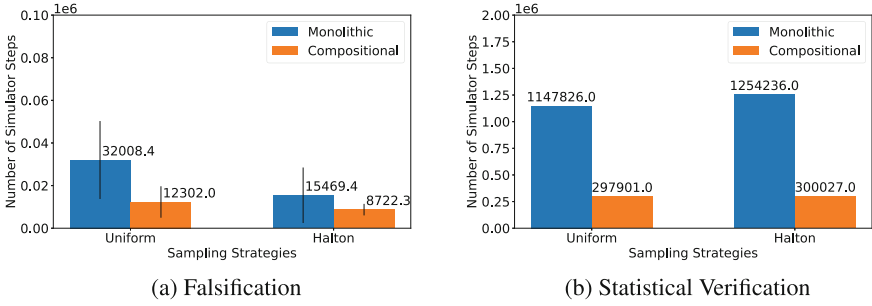 1e6
Number of Simulator Steps
0.10
0.08
0.06
0.04
0.02
0.00
Monolithic
Compositional
32008.4
12302.0
15469.4
8722.3
Uniform
Halton
Sampling Strategies
(a) Falsification
1e6
Number of Simulator Steps
2.00
1.75
1.50
1.25
1.00
0.75
0.50
0.25
0.00
Monolithic
Compositional
1147826.0
297901.0
1254236.0
300027.0
Uniform
Halton
Sampling Strategies
(b) Statistical Verification